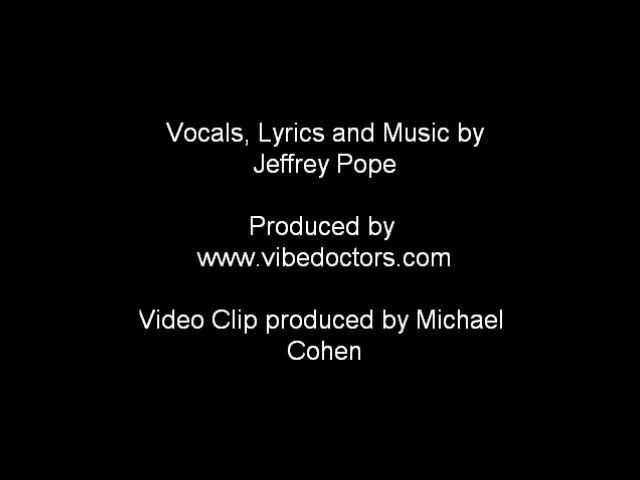 Vocals, Lyrics and Music by
Jeffrey Pope
Produced by
www.vibedoctors.com
Video Clip produced by Michael
Cohen